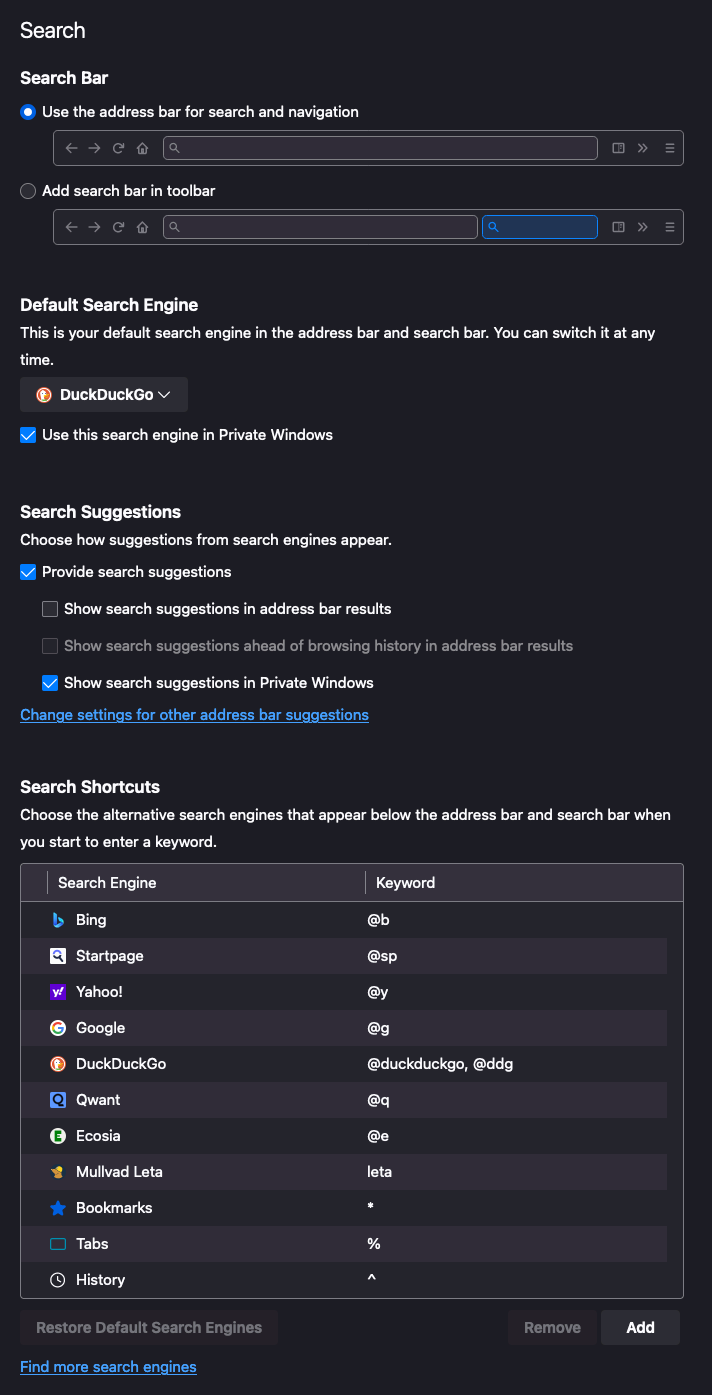 Search
Search Bar
Use the address bar for search and navigation
Add search bar in toolbar
Default Search Engine
This is your default search engine in the address bar and search bar. You can switch it at any
time.
DuckDuckGo
Use this search engine in Private Windows
Search Suggestions
Choose how suggestions from search engines appear.
Provide search suggestions
Show search suggestions in address bar results
Show search suggestions ahead of browsing history in address bar results
Show search suggestions in Private Windows
Change settings for other address bar suggestions
Search Shortcuts
Choose the alternative search engines that appear below the address bar and search bar when
you start to enter a keyword.
Search Engine Keyword
Bing @b
Startpage @sp
Yahoo! @y
Google @g
DuckDuckGo @duckduckgo, @ddg
Qwant @q
Ecosia @e
Mullvad Leta leta
Bookmarks *
Tabs %
History ^
Restore Default Search Engines Remove Add
Find more search engines